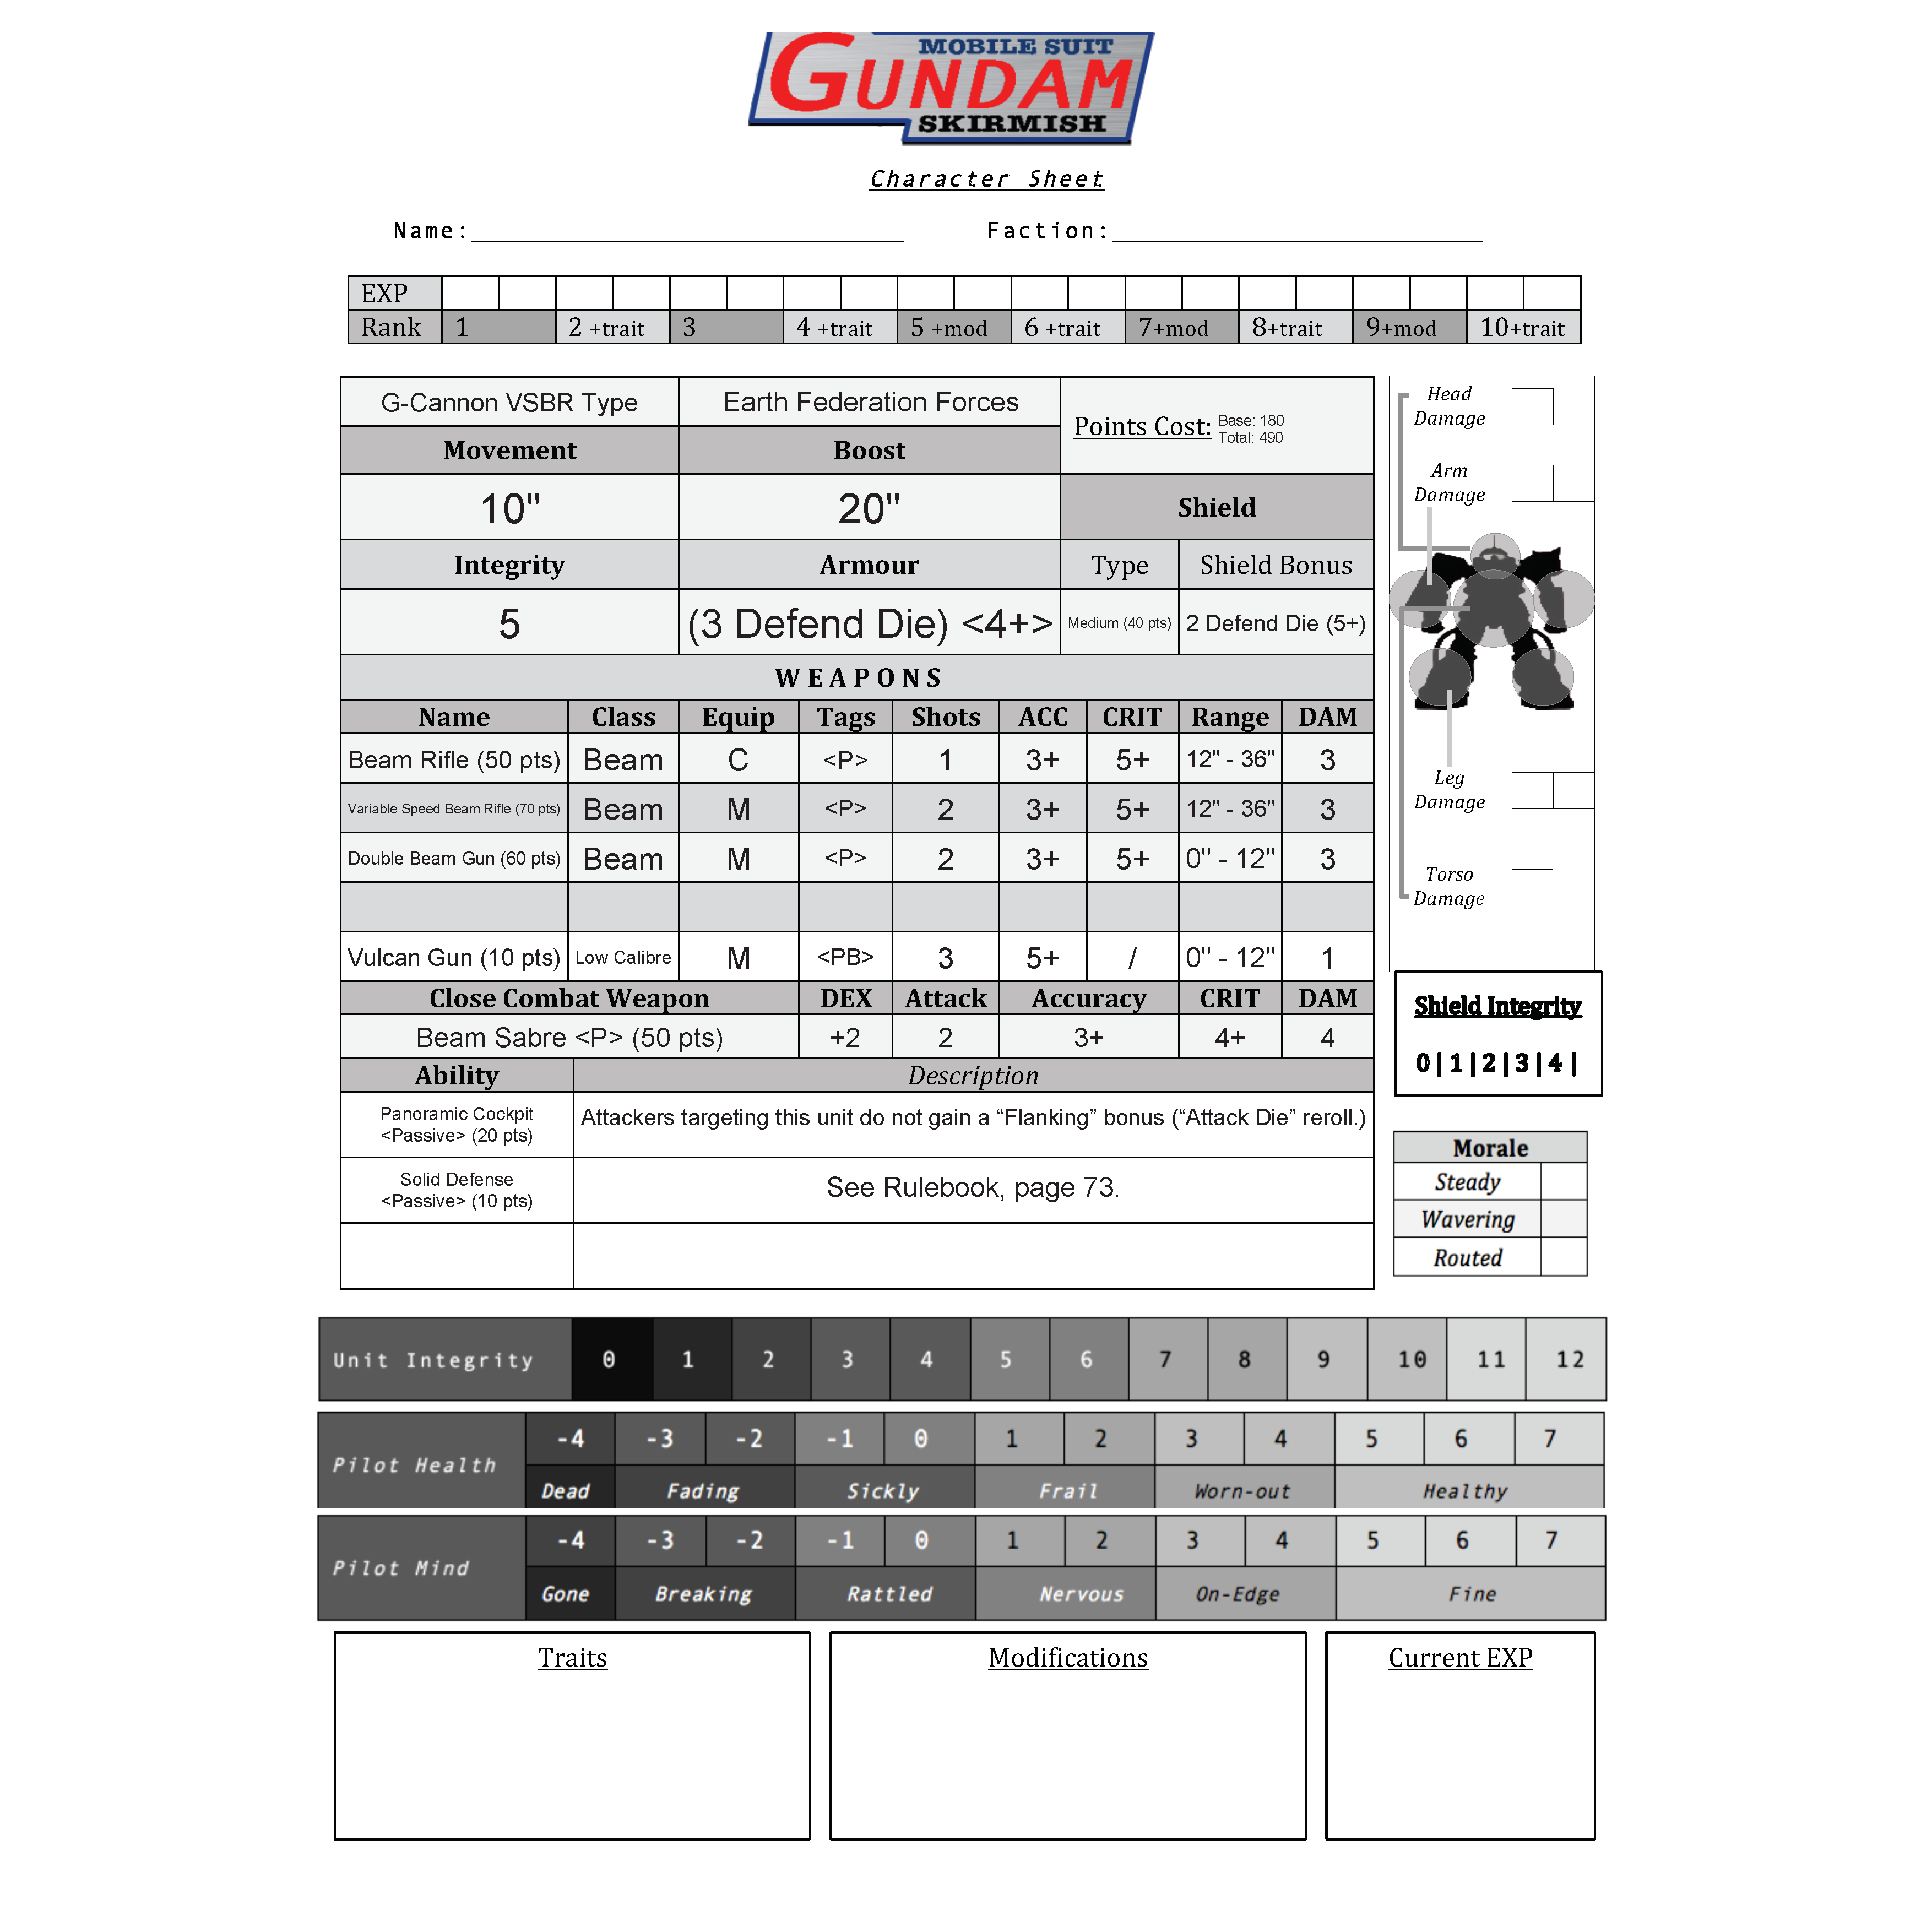 MOBILE SUIT
GUNDAM
SKIRMISH
Character Sheet
Name: Faction:
EXP
Rank 1 2 +trait 3 4 +trait 5 +mod 6 +trait 7+mod 8+trait 9+mod 10+trait
G-Cannon VSBR Type Earth Federation Forces Points Cost: Base: 180
Total: 490
Movement Boost
10" 20" Shield
Integrity Armour Type Shield Bonus
5 (3 Defend Die) <4+> Medium (40 pts) 2 Defend Die (5+)
WEAPONS
Name Class Equip Tags Shots ACC CRIT Range DAM
Beam Rifle (50 pts) Beam C <P> 1 3+ 5+ 12" - 36" 3
Variable Speed Beam Rifle (70 pts) Beam M <P> 2 3+ 5+ 12" - 36" 3
Double Beam Gun (60 pts) Beam M <P> 2 3+ 5+ 0" - 12" 3
Vulcan Gun (10 pts) Low Calibre M <PB> 3 5+ / 0" - 12" 1
Close Combat Weapon DEX Attack Accuracy CRIT DAM
Beam Sabre <P> (50 pts) +2 2 3+ 4+ 4
Ability Description
Panoramic Cockpit
<Passive> (20 pts)
Attackers targeting this unit do not gain a “Flanking” bonus (“Attack Die” reroll.)
Solid Defense
<Passive> (10 pts)
See Rulebook, page 73.
Head
Damage
Arm
Damage
Leg
Damage
Torso
Damage
Shield Integrity
0|1|2|3|4|
Morale
Steady
Wavering
Routed
Unit Integrity 0 1 2 3 4 5 6 7 8 9 10 11 12
Pilot Health -4 -3 -2 -1 0 1 2 3 4 5 6 7
Dead Fading Sickly Frail Worn-out Healthy
Pilot Mind -4 -3 -2 -1 0 1 2 3 4 5 6 7
Gone Breaking Rattled Nervous On-Edge Fine
Traits Modifications Current EXP